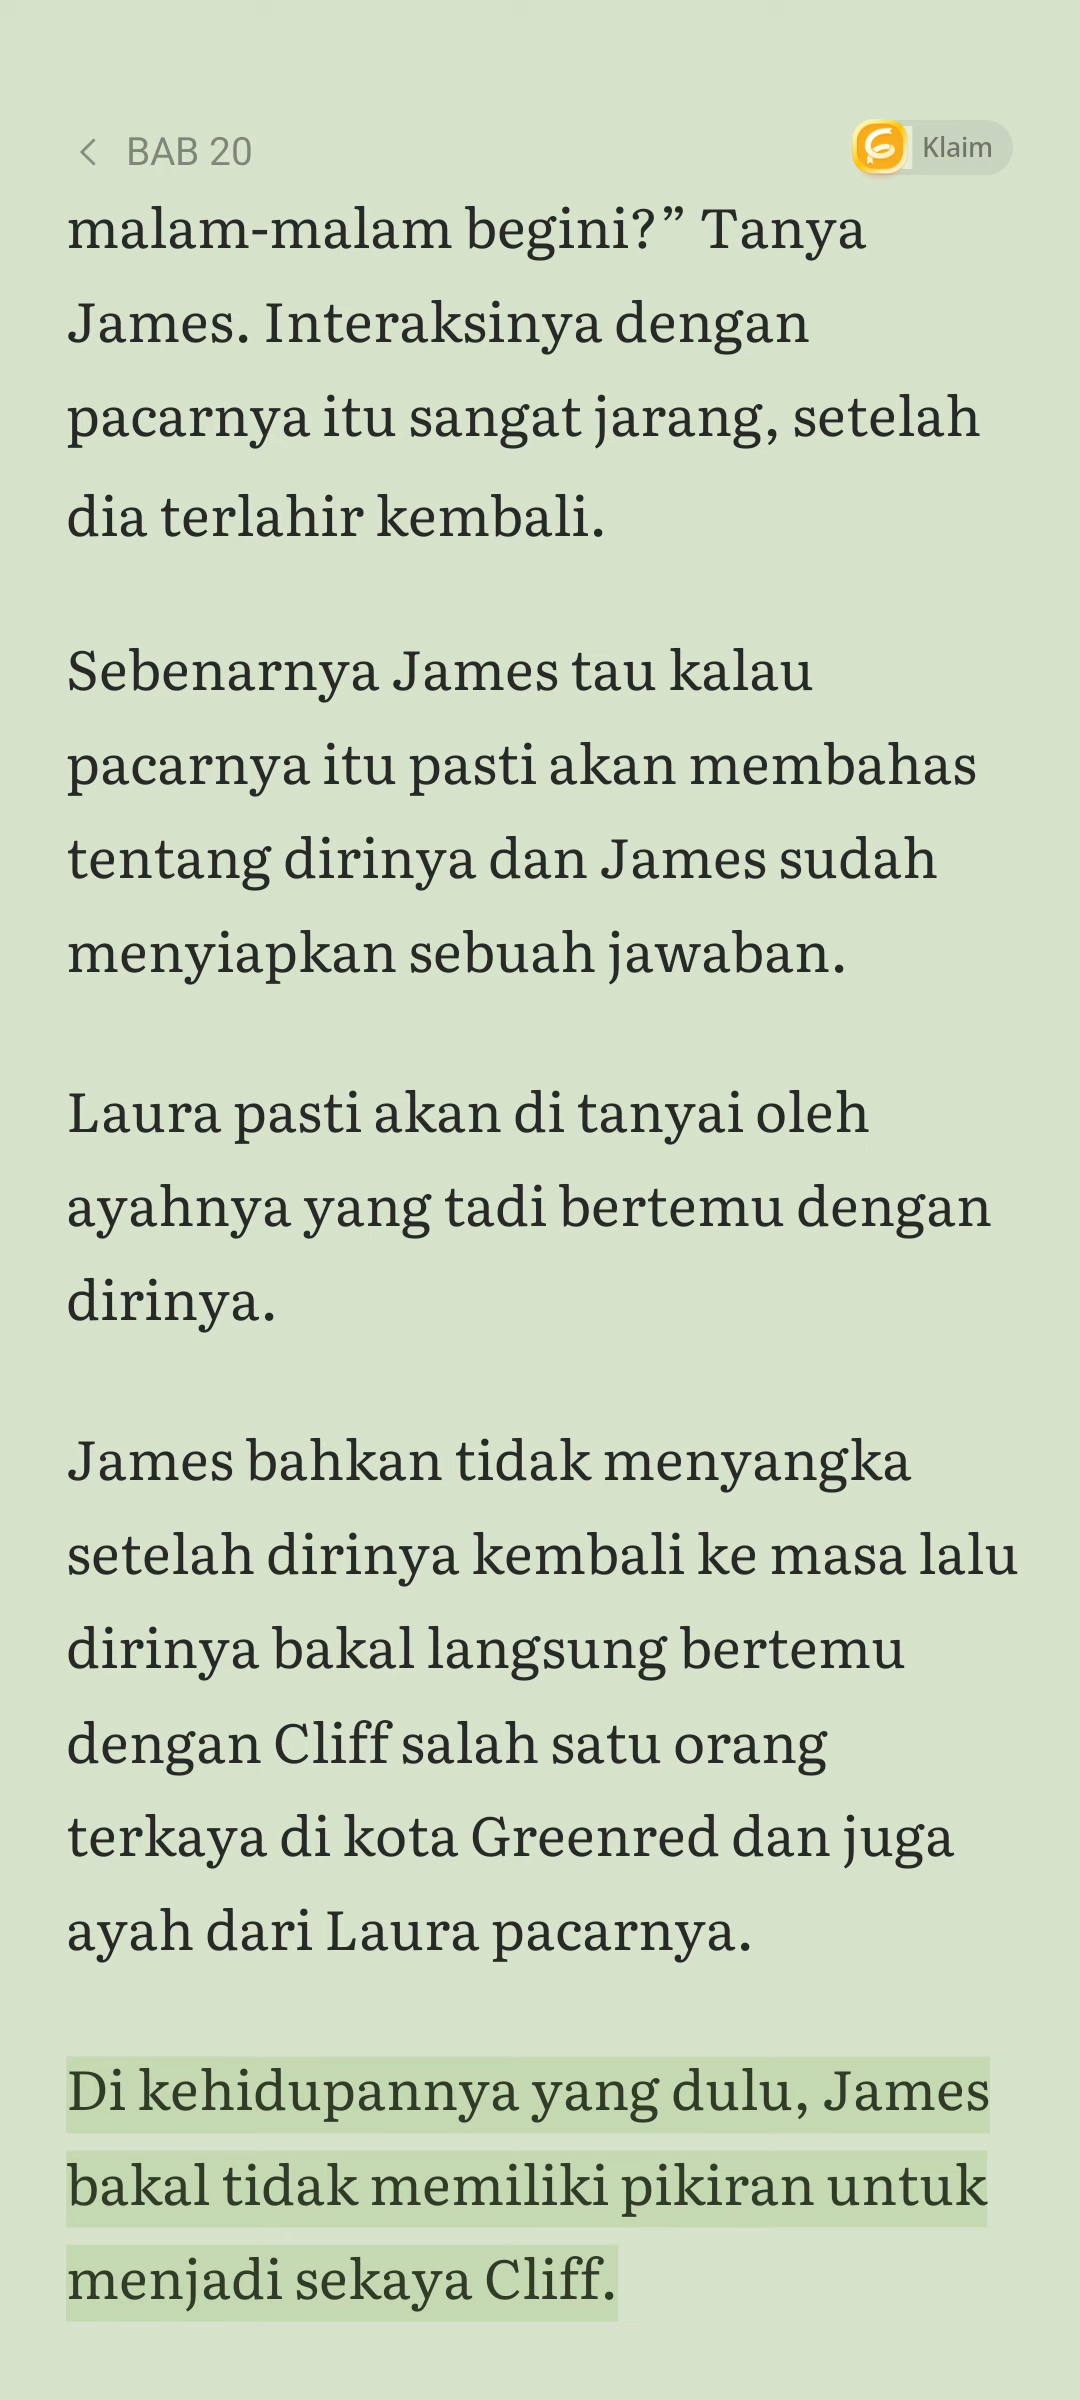 BAB 20
Klaim
malam-malam begini?” Tanya
James. Interaksinya dengan
pacarnya itu sangat jarang, setelah
dia terlahir kembali.
Sebenarnya James tau kalau
pacarnya itu pasti akan membahas
tentang dirinya dan James sudah
menyiapkan sebuah jawaban.
Laura pasti akan di tanyai oleh
ayahnya yang tadi bertemu dengan
dirinya.
James bahkan tidak menyangka
setelah dirinya kembali ke masa lalu
dirinya bakal langsung bertemu
dengan Cliff salah satu orang
terkaya di kota Greenred dan juga
ayah dari Laura pacarnya.
Di kehidupannya yang dulu, James
bakal tidak memiliki pikiran untuk
menjadi sekaya Cliff.